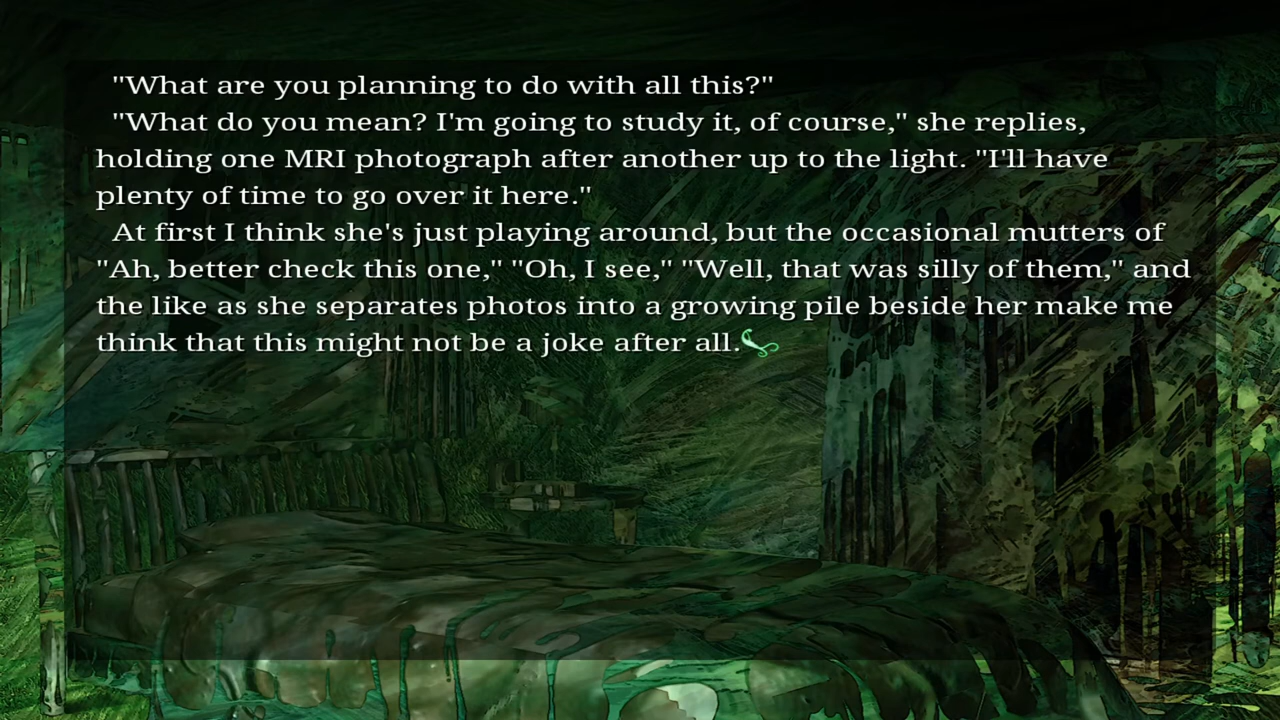 "What are you planning to do with all this?"
"What do you mean? I'm going to study it, of course," she replies,
holding one MRI photograph after another up to the light. "I'll have
plenty of time to go over it here."
At first I think she's just playing around, but the occasional mutters of
"Ah, better check this one," "Oh, I see," "Well, that was silly of them," and
the like as she separates photos into a growing pile beside her make me
think that this might not be a joke after all.